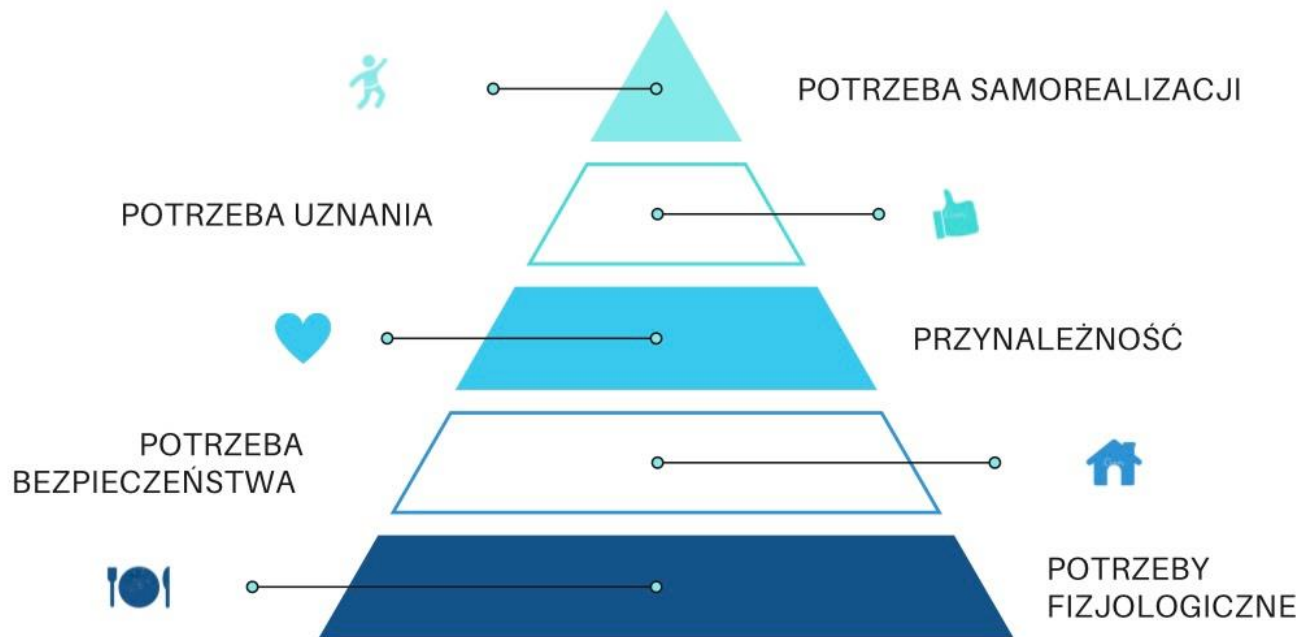 POTRZEBA SAMOREALIZACJI
POTRZEBA UZNANIA
PRZYNALEŻNOŚĆ
POTRZEBA
BEZPIECZEŃSTWA
POTRZEBY
FIZJOLOGICZNE